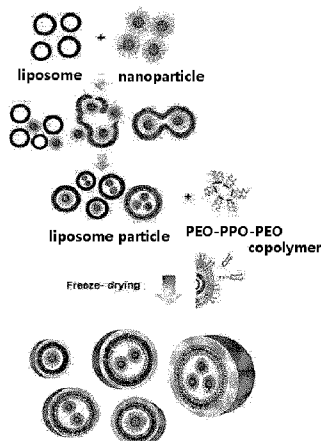 +
liposome nanoparticle
+
liposome particle PEO-PPO-PEO
copolymer
Freeze- drying